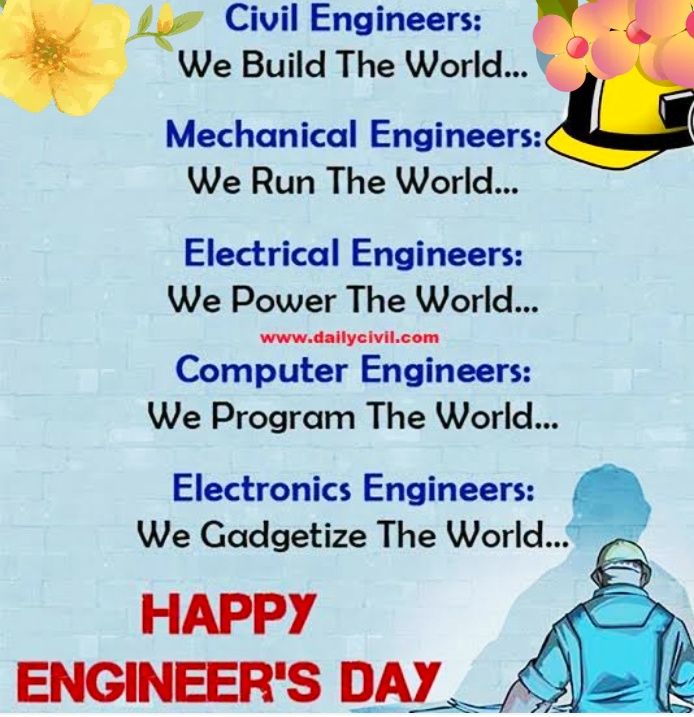 Civil Engineers:
We Build The World...
Mechanical Engineers:
We Run The World...
Electrical Engineers:
We Power The World...
www.dailycivil.com
Computer Engineers:
We Program The World...
Electronics Engineers:
We Gadgetize The World...
HAPPY
ENGINEER'S DAY